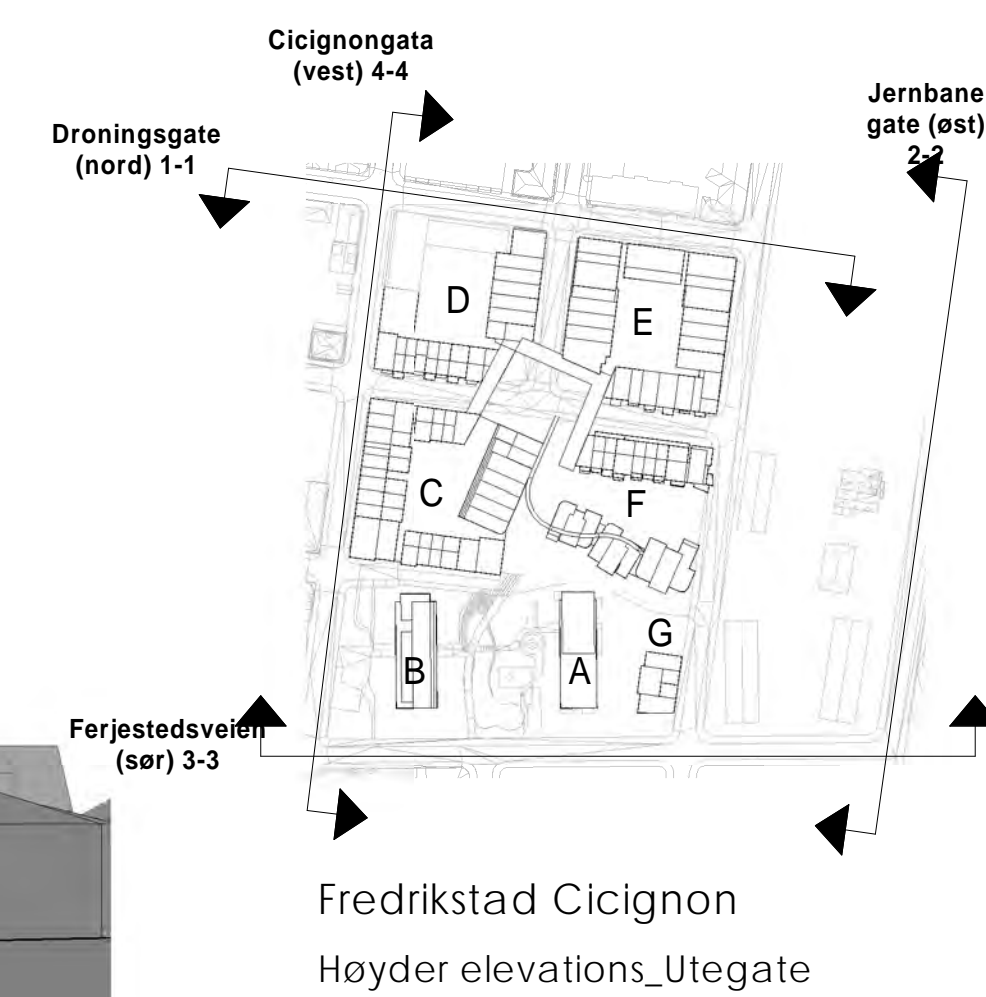 Cicignongata
(vest) 4-4
Jernbane
gate (øst)
2-2
Droningsgate
(nord) 1-1
D
E
C
F
G
B
A
Ferjestedsveien
(sør) 3-3
Fredrikstad Cicignon
Høyder elevations_Utegate